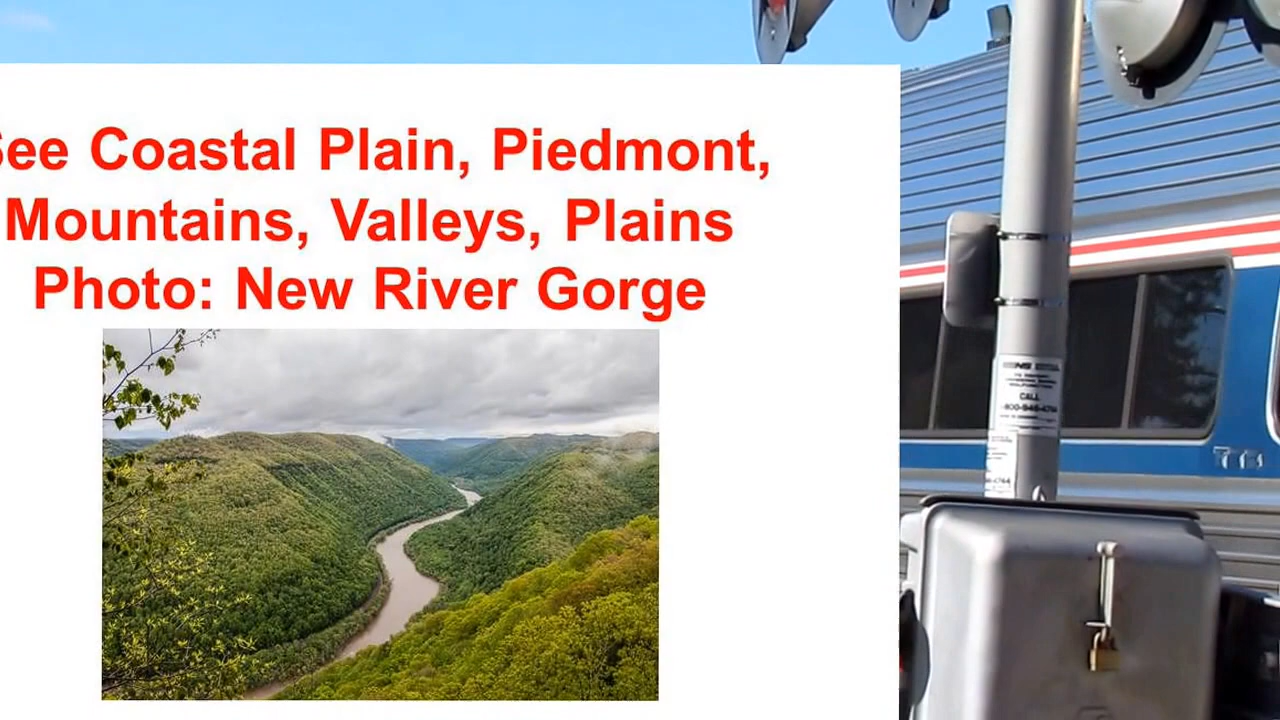 See Coastal Plain, Piedmont,
Mountains, Valleys, Plains
Photo: New River Gorge
CALL